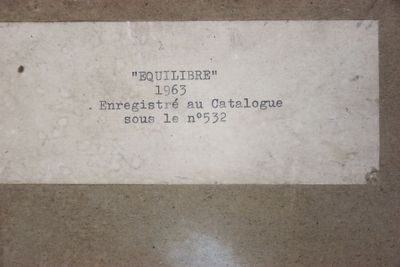 "EQUILIBRE"
1963
Enregistré au Catalogue
sous le n°532